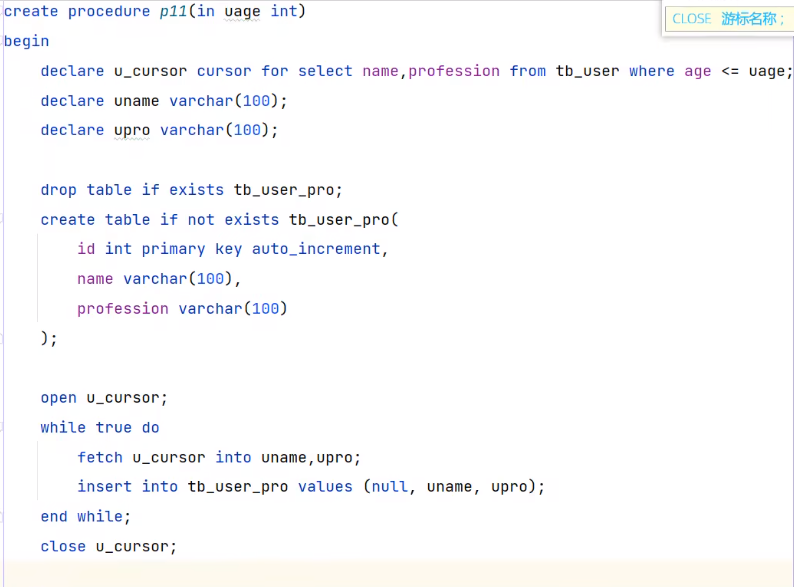 create procedure p11(in uage int)
CLOSE 游标名称 ;
begin
declare u_cursor cursor for select name,profession from tb_user where age <= uage;
declare uname varchar(100);
declare upro varchar(100);
drop table if exists tb_user_pro;
create table if not exists tb_user_pro(
id int primary key auto_increment,
name varchar(100),
profession varchar(100)
);
open u_cursor;
while true do
fetch u_cursor into uname,upro;
insert into tb_user_pro values (null, uname, upro);
end while;
close u_cursor;